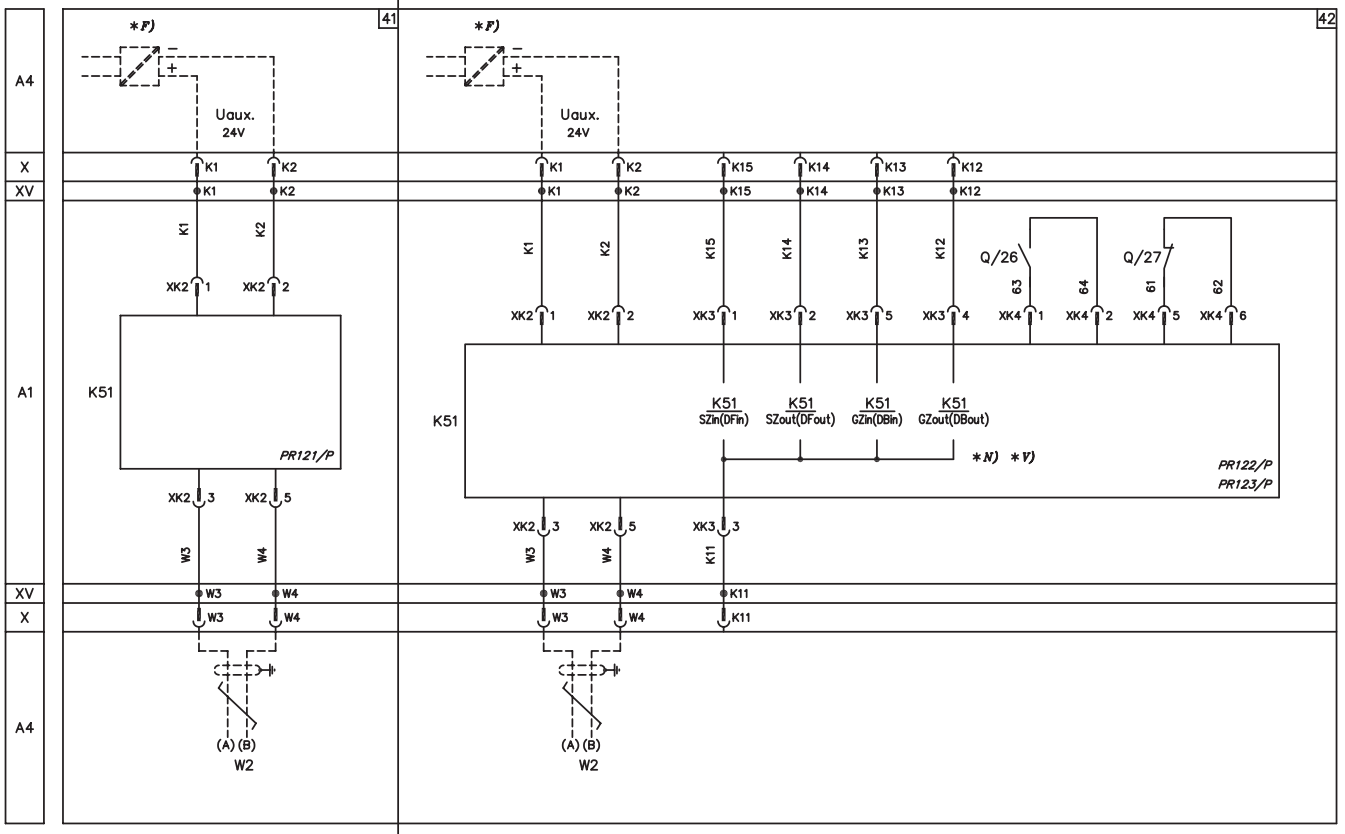 41
42
A4
*F)
*F)
−
+
−
+
Uaux.
24V
Uaux.
24V
X
K1 K2 K1 K2 K15 K14 K13 K12
XV
K1 K2 K1 K2 K15 K14 K13 K12
K1 K2 K1 K2 K15 K14 K13 K12
Q/26 Q/27
63 64 61 62
XK2 1 XK2 2
XK2 1 XK2 2 XK3 1 XK3 2 XK3 5 XK3 4 XK4 1 XK4 2 XK4 5 XK4 6
A1
K51
K51
K51 K51 K51 K51
SZin(DFin) SZout(DFout) GZin(DBin) GZout(DBout)
PR121/P
*N) *V)
PR122/P
PR123/P
XK2 3 XK2 5
XK2 3 XK2 5 XK3 3
W3 W4 W3 W4 K11
XV
W3 W4 W3 W4 K11
X
W3 W4 W3 W4 K11
A4
(A) (B) (A) (B)
W2 W2